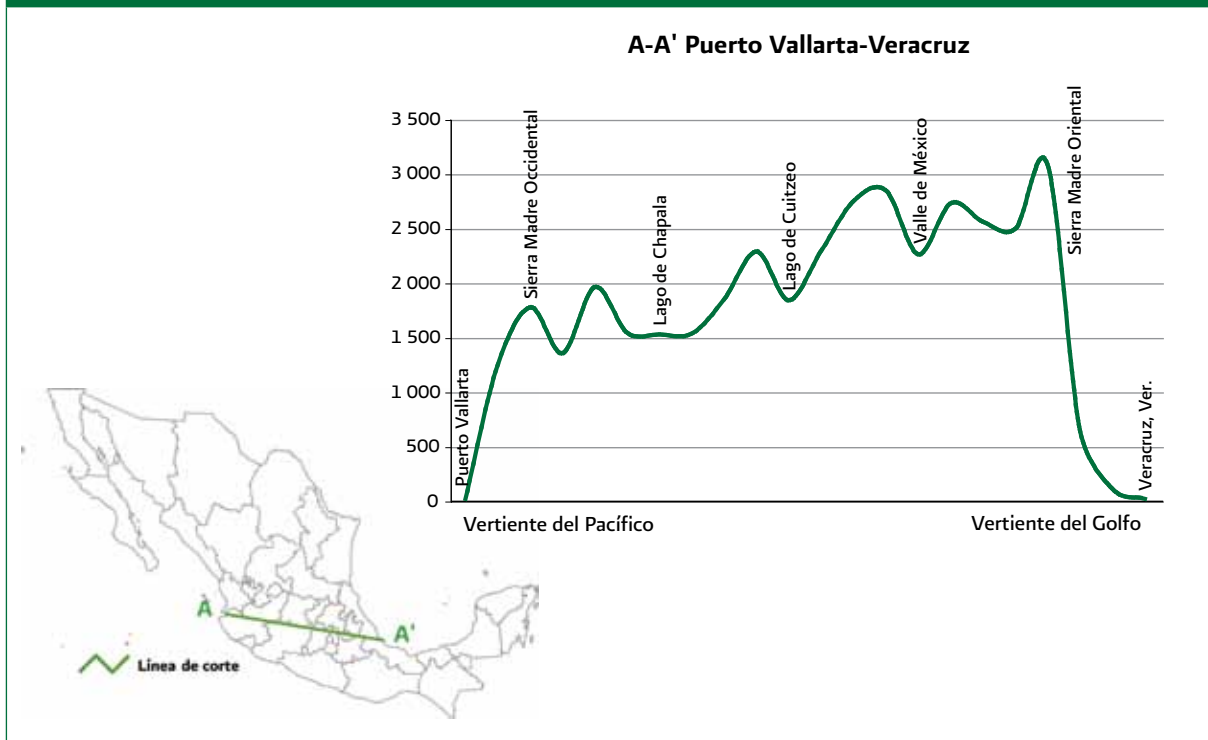 A-A' Puerto Vallarta-Veracruz
3 500
3 000
2 500
2 000
1 500
1 000
500
0
Puerto Vallarta
Sierra Madre Occidental
Lago de Chapala
Lago de Cuitzeo
Valle de México
Sierra Madre Oriental
Veracruz, Ver.
Vertiente del Pacífico
Vertiente del Golfo
A
A'
Línea de corte